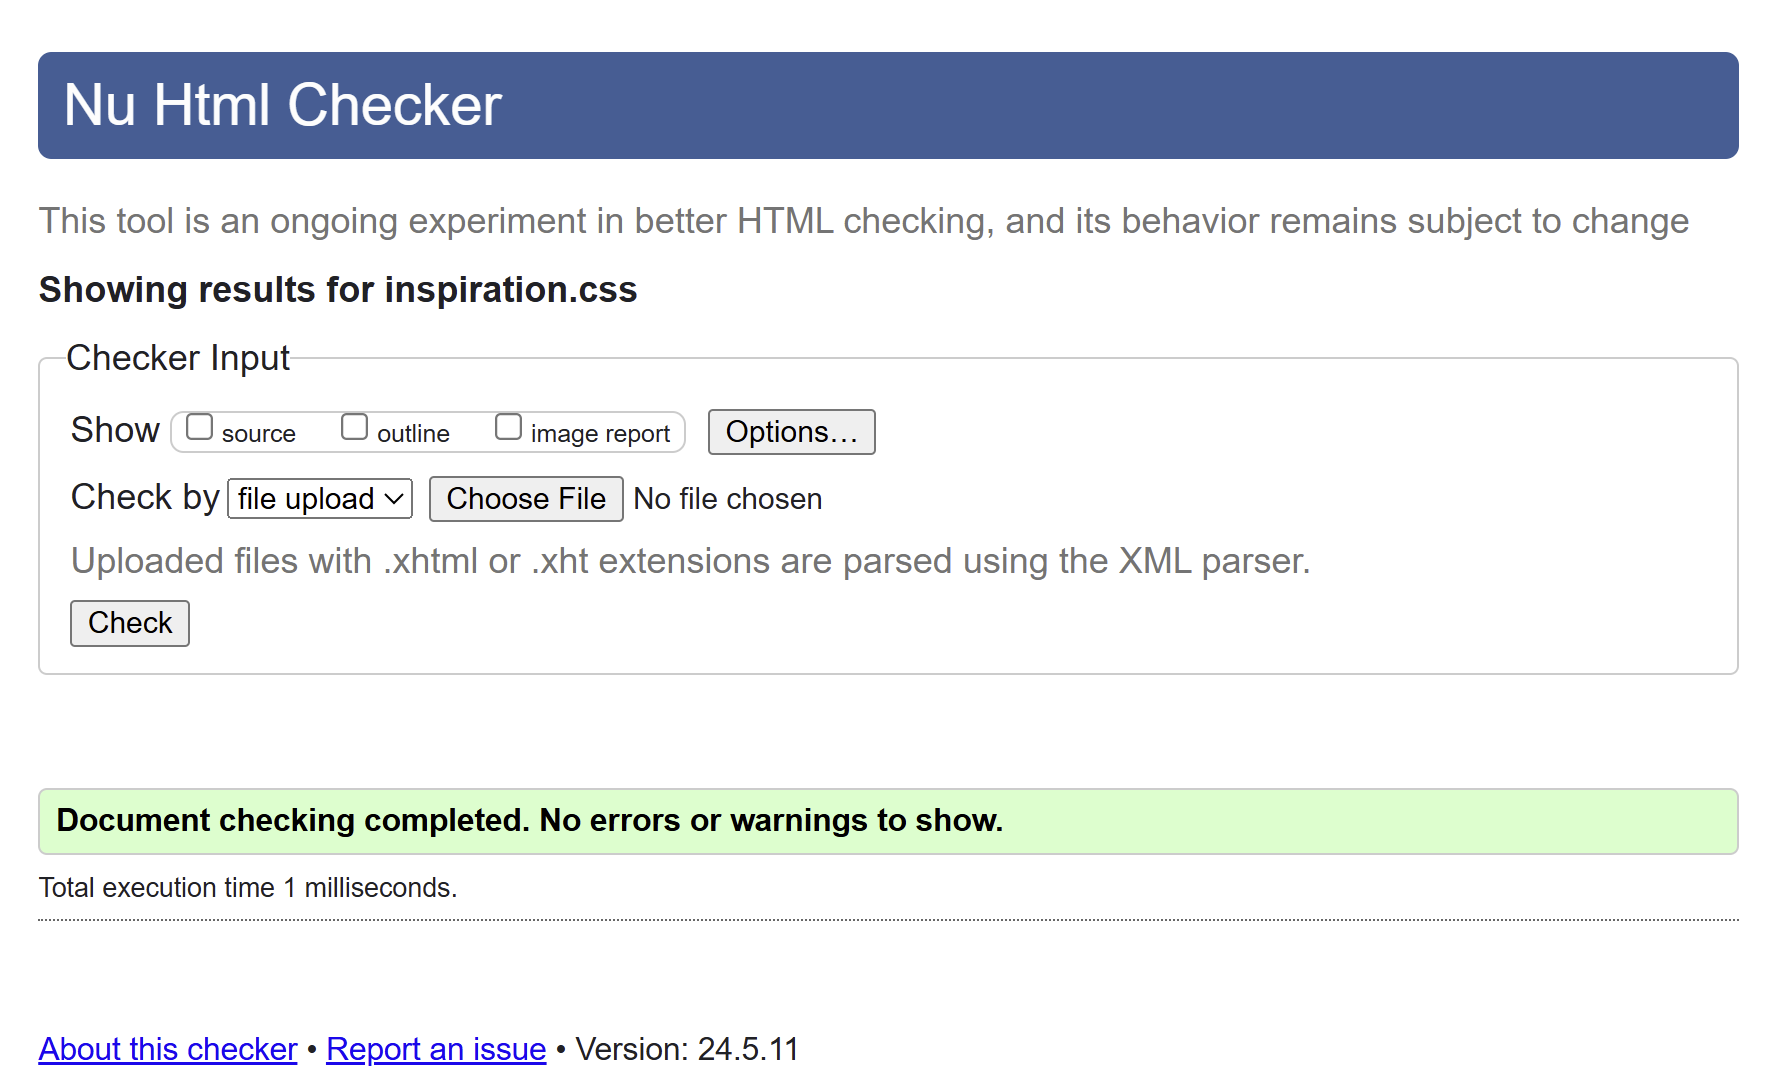 Nu Html Checker
This tool is an ongoing experiment in better HTML checking, and its behavior remains subject to change
Showing results for inspiration.css
Checker Input
Show source outline image report Options…
Check by file upload Choose File No file chosen
Uploaded files with .xhtml or .xht extensions are parsed using the XML parser.
Check
Document checking completed. No errors or warnings to show.
Total execution time 1 milliseconds.
About this checker • Report an issue • Version: 24.5.11